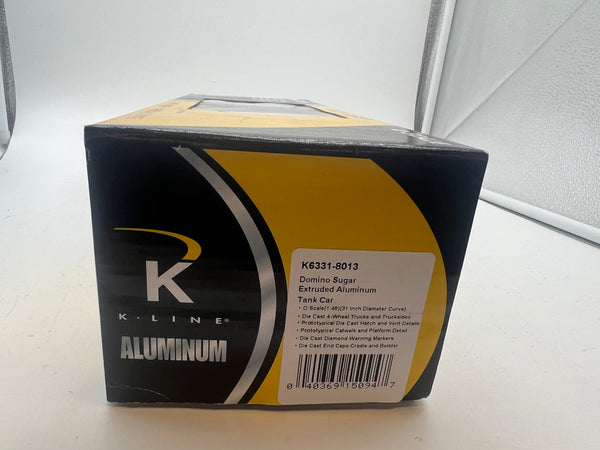 K
K·LINE®
ALUMINUM
K6331-8013
Domino Sugar
Extruded Aluminum
Tank Car
• O Scale(1:48)(31 Inch Diameter Curve)
• Die Cast 4-Wheel Trucks and Trucksides
• Prototypical Die Cast Hatch and Vent Details
• Prototypical Catwalk and Platform Detail
• Die Cast Diamond Warning Markers
• Die Cast End Caps Cradle and Bolster
0 40369 15094 7